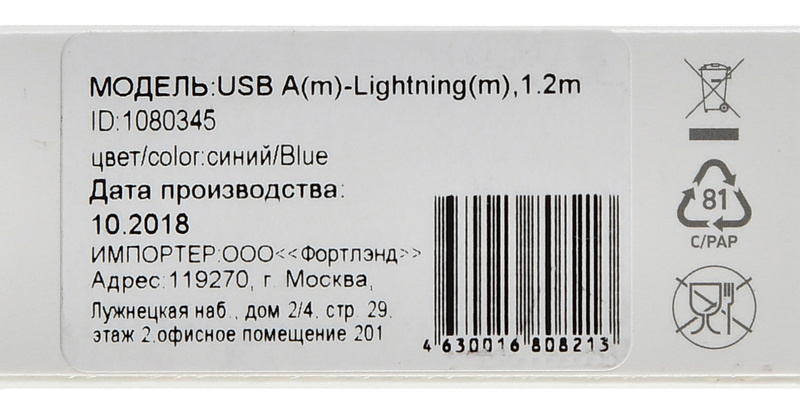 МОДЕЛЬ:USB A(m)-Lightning(m),1.2m
ID:1080345
цвет/color:синий/Blue
Дата производства:
10.2018
ИМПОРТЕР:ООО<<Фортлэнд>>
Адрес:119270, г. Москва,
Лужнецкая наб., дом 2/4, стр. 29.
этаж 2.офисное помещение 201
4 630016 808213
81
C/PAP